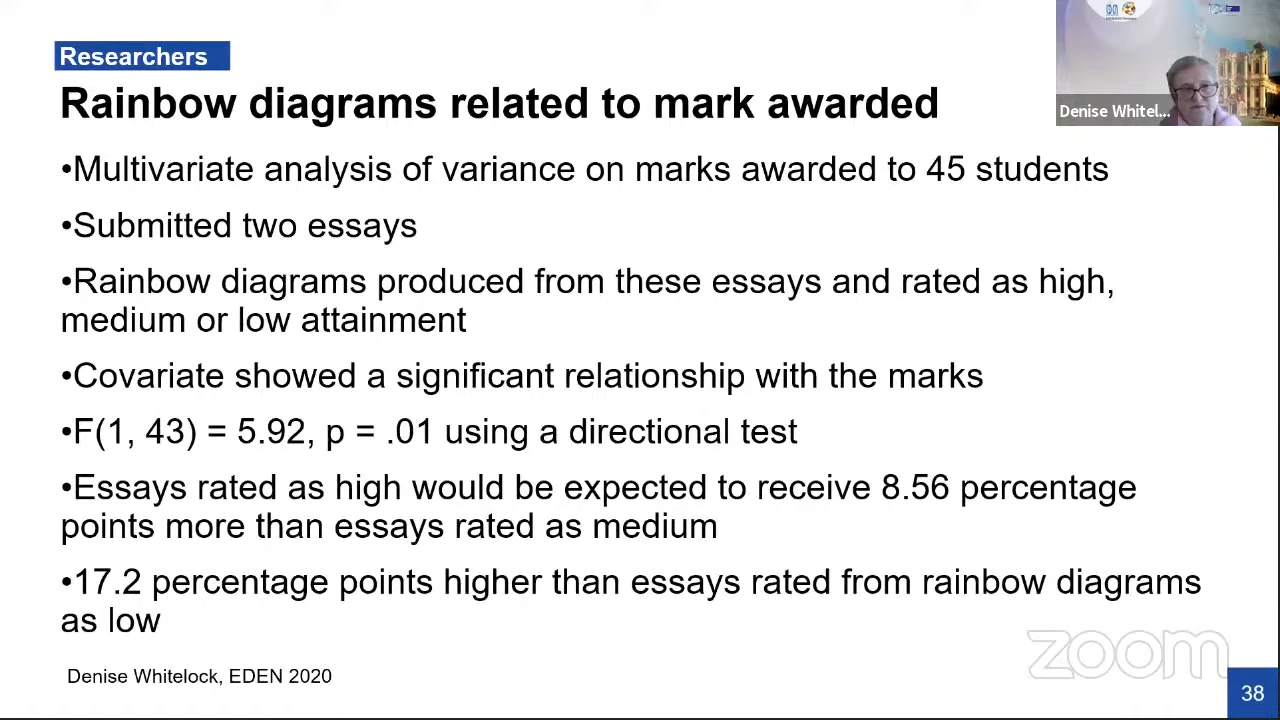 Researchers
Rainbow diagrams related to mark awarded
Denise Whitel...
•Multivariate analysis of variance on marks awarded to 45 students
•Submitted two essays
•Rainbow diagrams produced from these essays and rated as high,
medium or low attainment
•Covariate showed a significant relationship with the marks
•F(1, 43) = 5.92, p = .01 using a directional test
•Essays rated as high would be expected to receive 8.56 percentage
points more than essays rated as medium
•17.2 percentage points higher than essays rated from rainbow diagrams
as low
zoom
Denise Whitelock, EDEN 2020
38